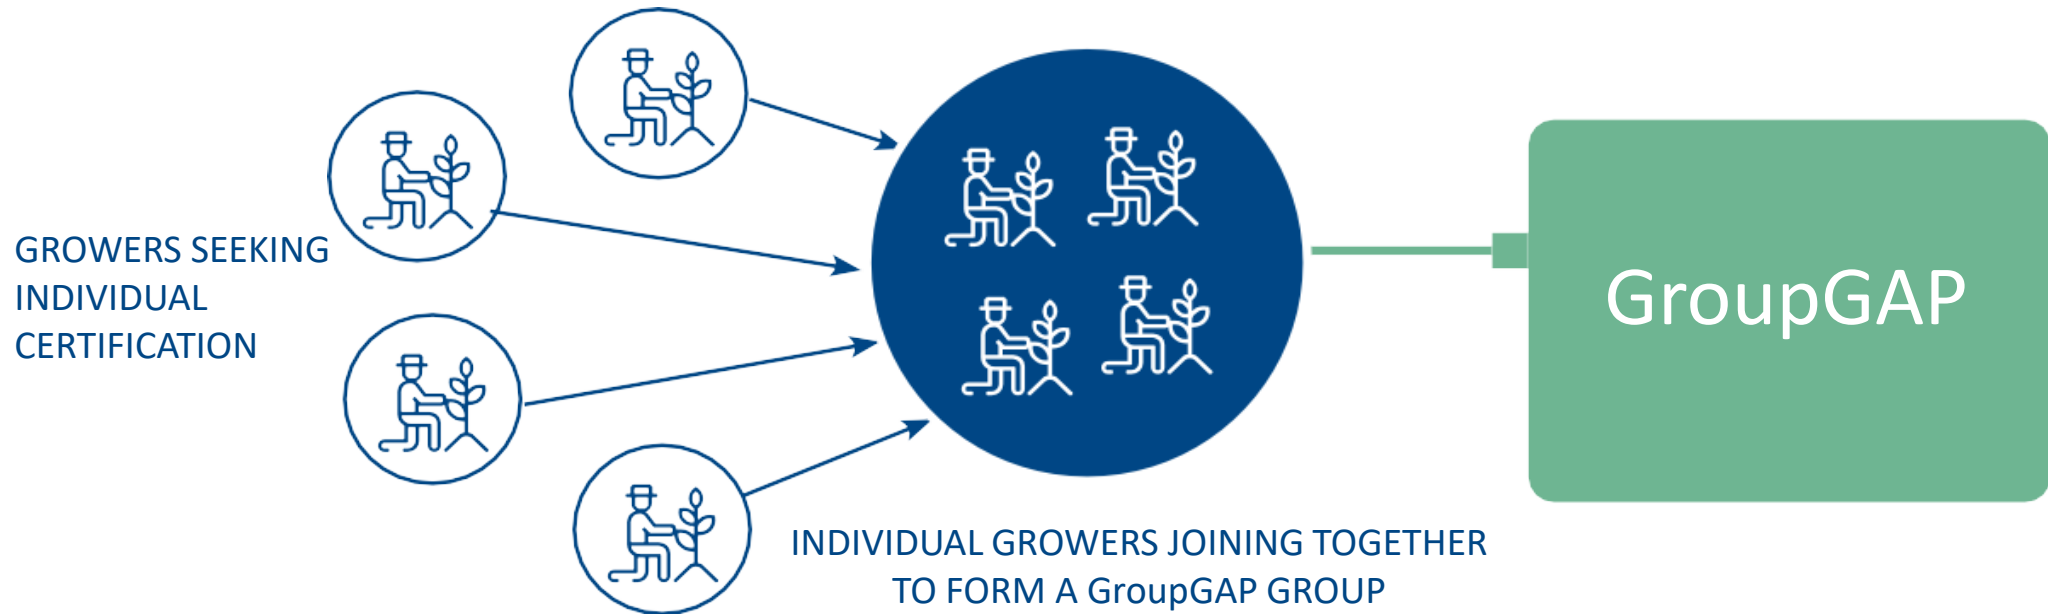 GROWERS SEEKING
INDIVIDUAL
CERTIFICATION
INDIVIDUAL GROWERS JOINING TOGETHER
TO FORM A GroupGAP GROUP
GroupGAP